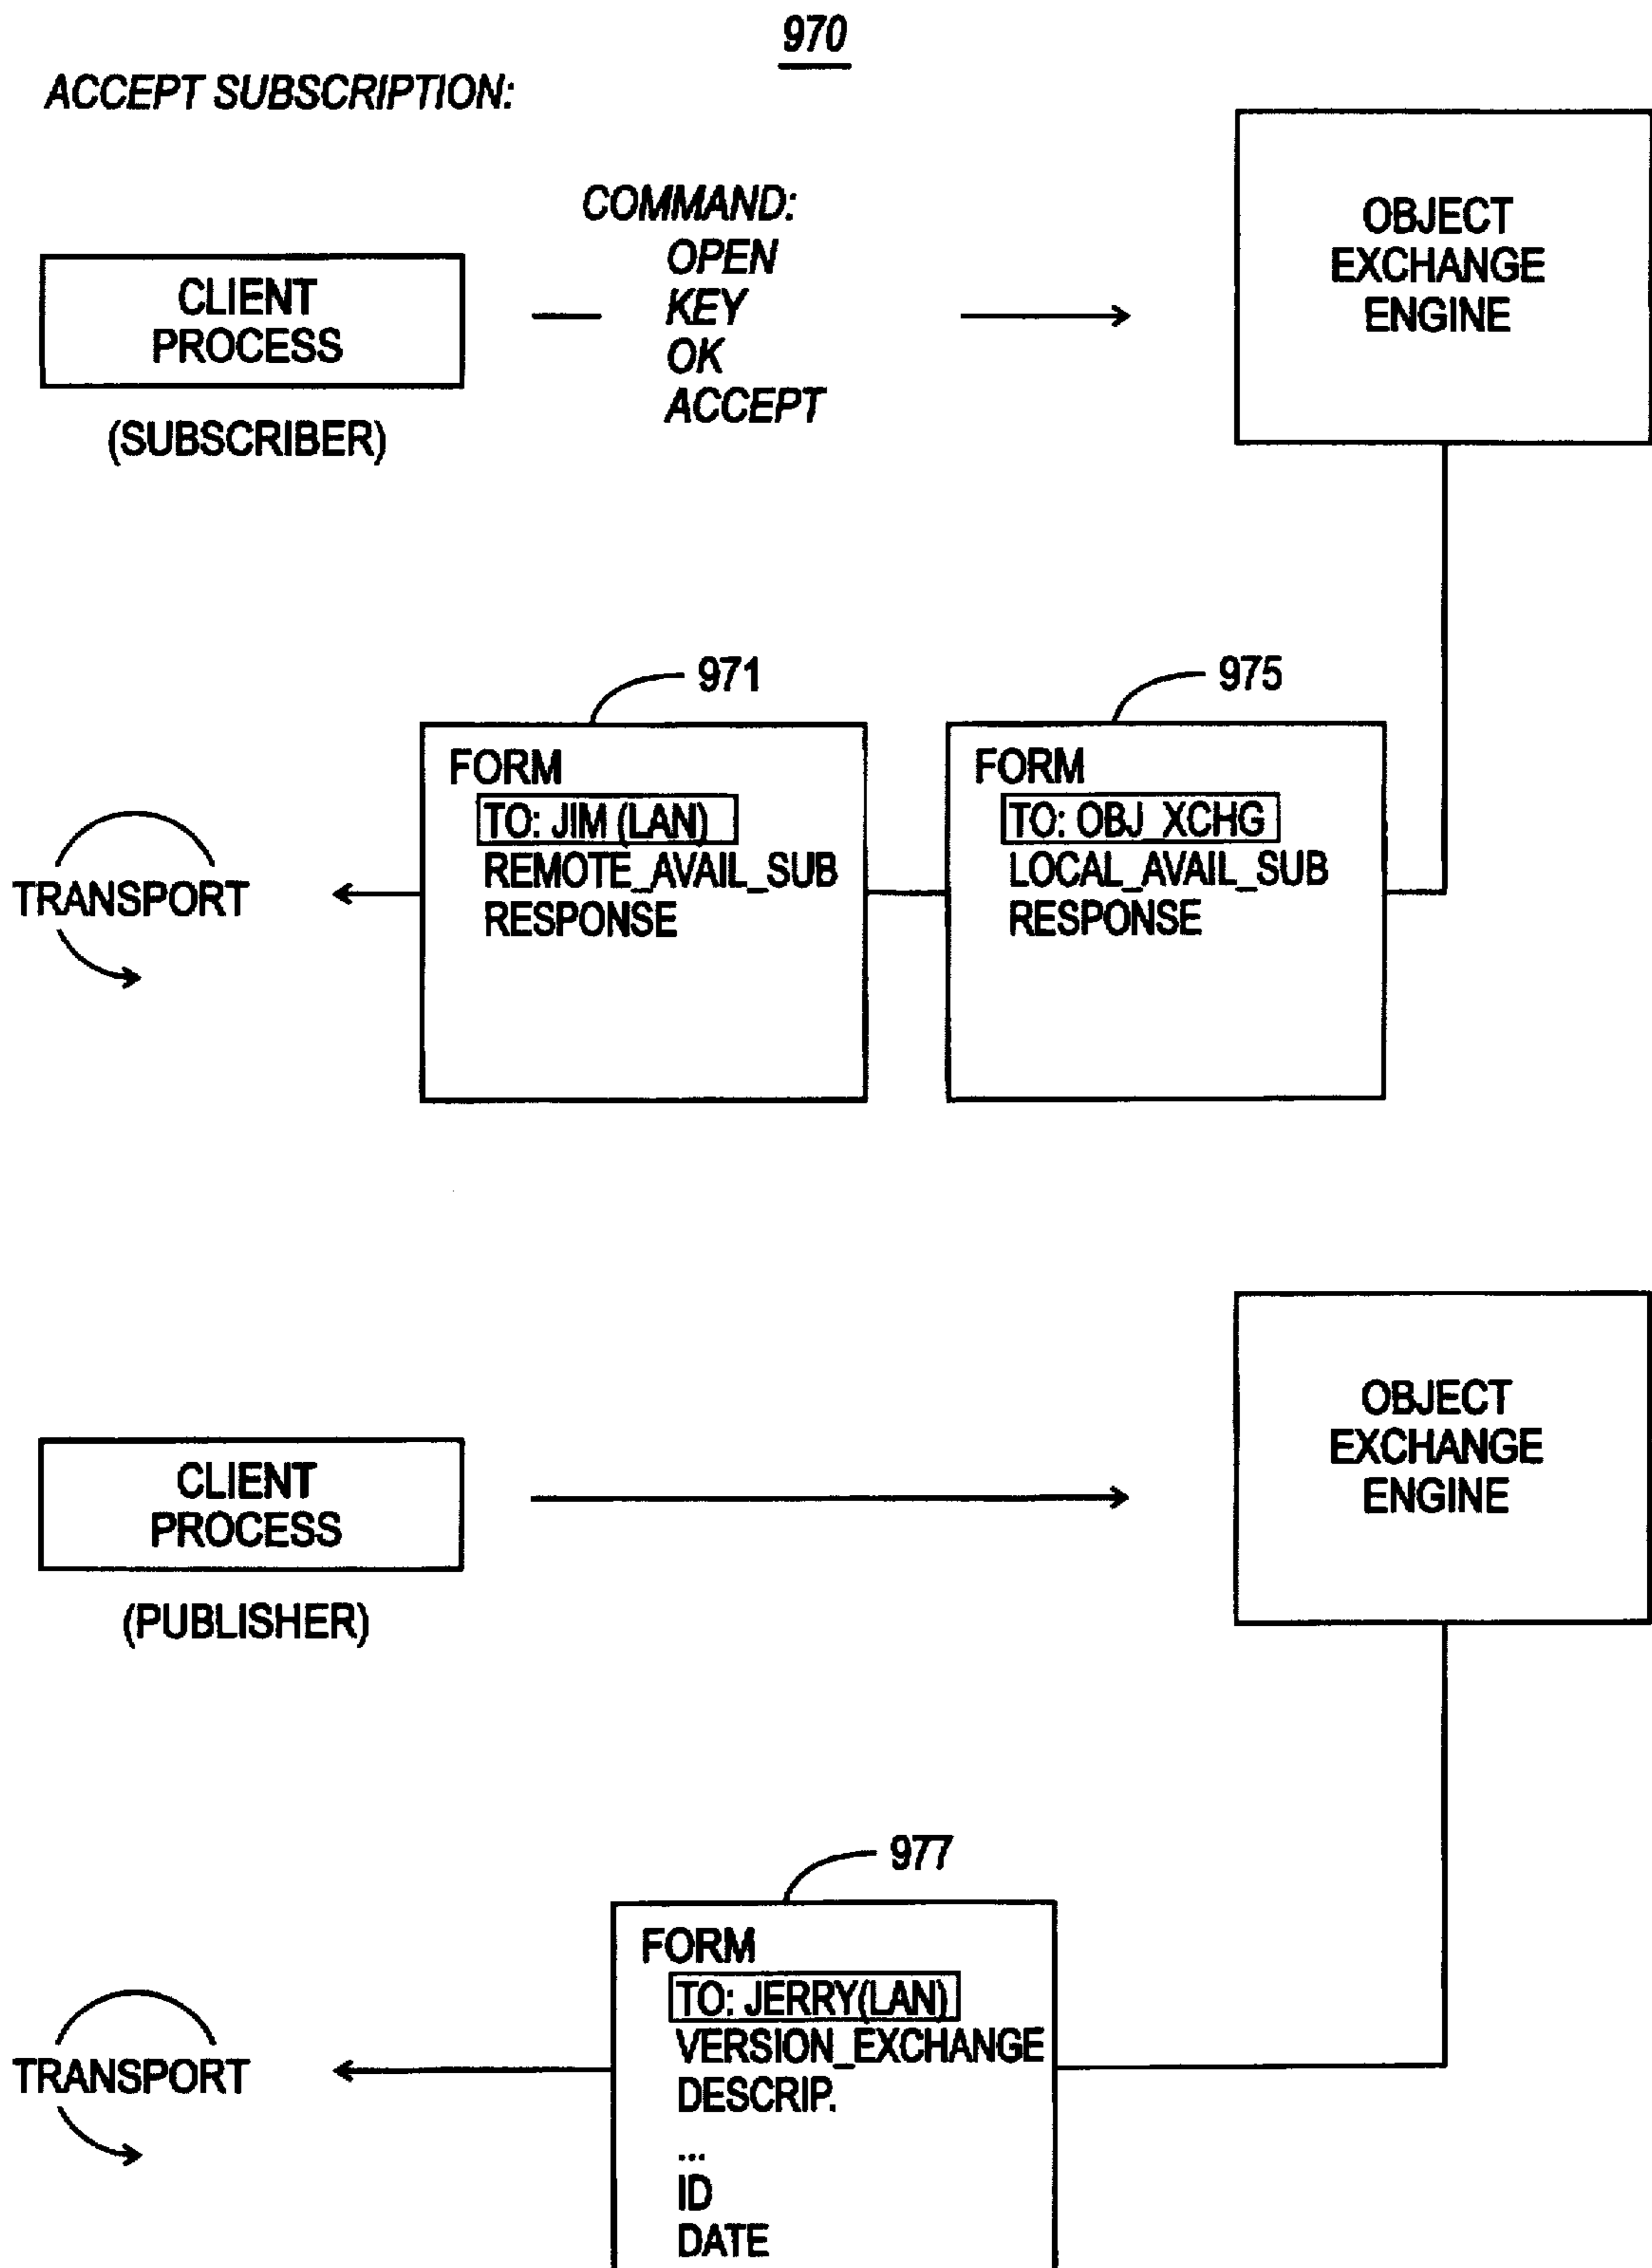 970
ACCEPT SUBSCRIPTION:
COMMAND:
OPEN
KEY
OK
ACCEPT
CLIENT
PROCESS
(SUBSCRIBER)
OBJECT
EXCHANGE
ENGINE
971
975
FORM
TO: JIM (LAN)
REMOTE_AVAIL_SUB
RESPONSE
FORM
TO: OBJ_XCHG
LOCAL_AVAIL_SUB
RESPONSE
TRANSPORT
CLIENT
PROCESS
(PUBLISHER)
OBJECT
EXCHANGE
ENGINE
977
FORM
TO: JERRY(LAN)
VERSION_EXCHANGE
DESCRIP.
...
ID
DATE
TRANSPORT